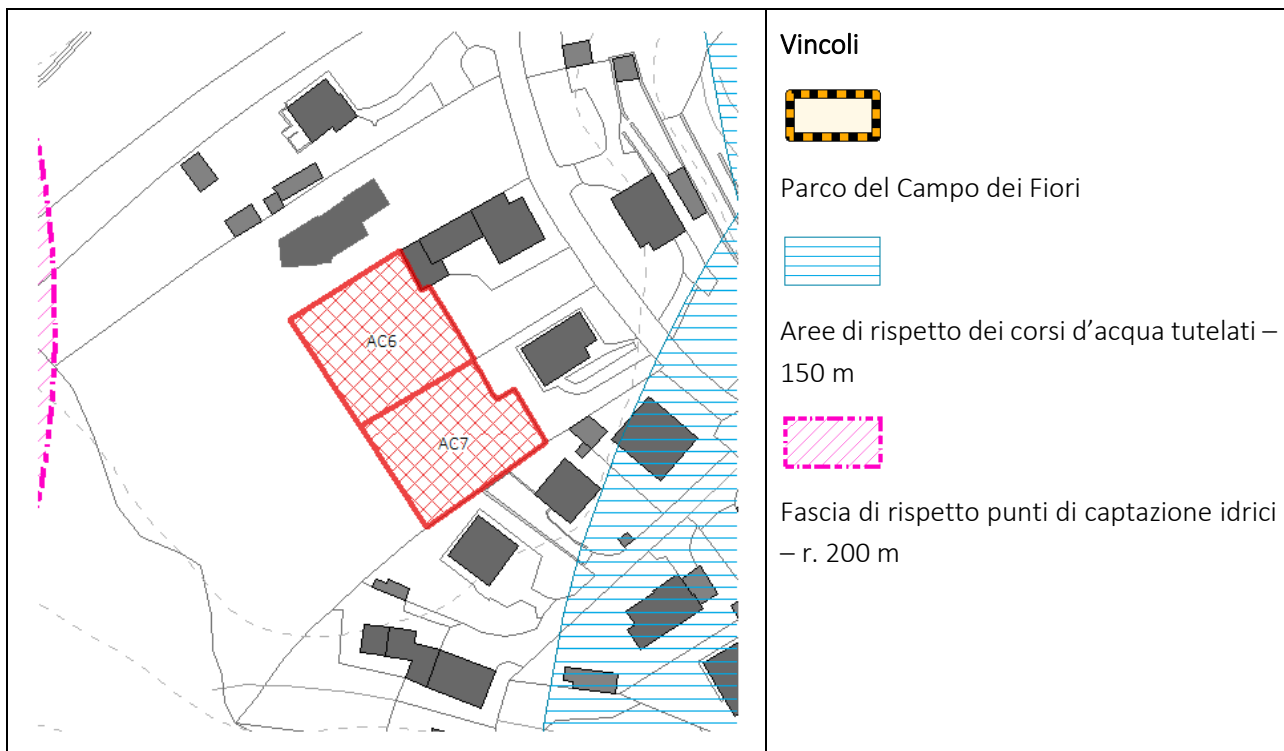 AC6
AC7
Vincoli
Parco del Campo dei Fiori
Aree di rispetto dei corsi d’acqua tutelati –
150 m
Fascia di rispetto punti di captazione idrici
– r. 200 m